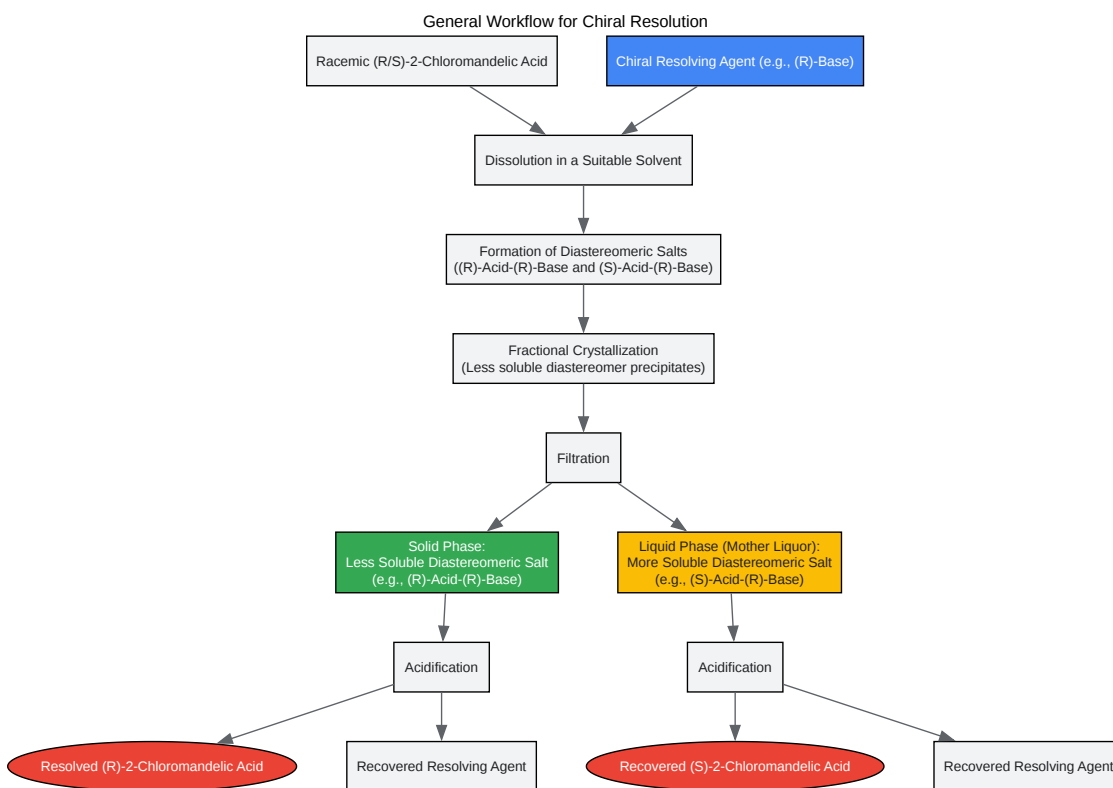 General Workflow for Chiral Resolution
Racemic (R/S)-2-Chloromandelic Acid
Chiral Resolving Agent (e.g., (R)-Base)
Dissolution in a Suitable Solvent
Formation of Diastereomeric Salts
((R)-Acid-(R)-Base and (S)-Acid-(R)-Base)
Fractional Crystallization
(Less soluble diastereomer precipitates)
Filtration
Solid Phase:
Less Soluble Diastereomeric Salt
(e.g., (R)-Acid-(R)-Base)
Liquid Phase (Mother Liquor):
More Soluble Diastereomeric Salt
(e.g., (S)-Acid-(R)-Base)
Acidification
Acidification
Resolved (R)-2-Chloromandelic Acid
Recovered Resolving Agent
Recovered (S)-2-Chloromandelic Acid
Recovered Resolving Agent